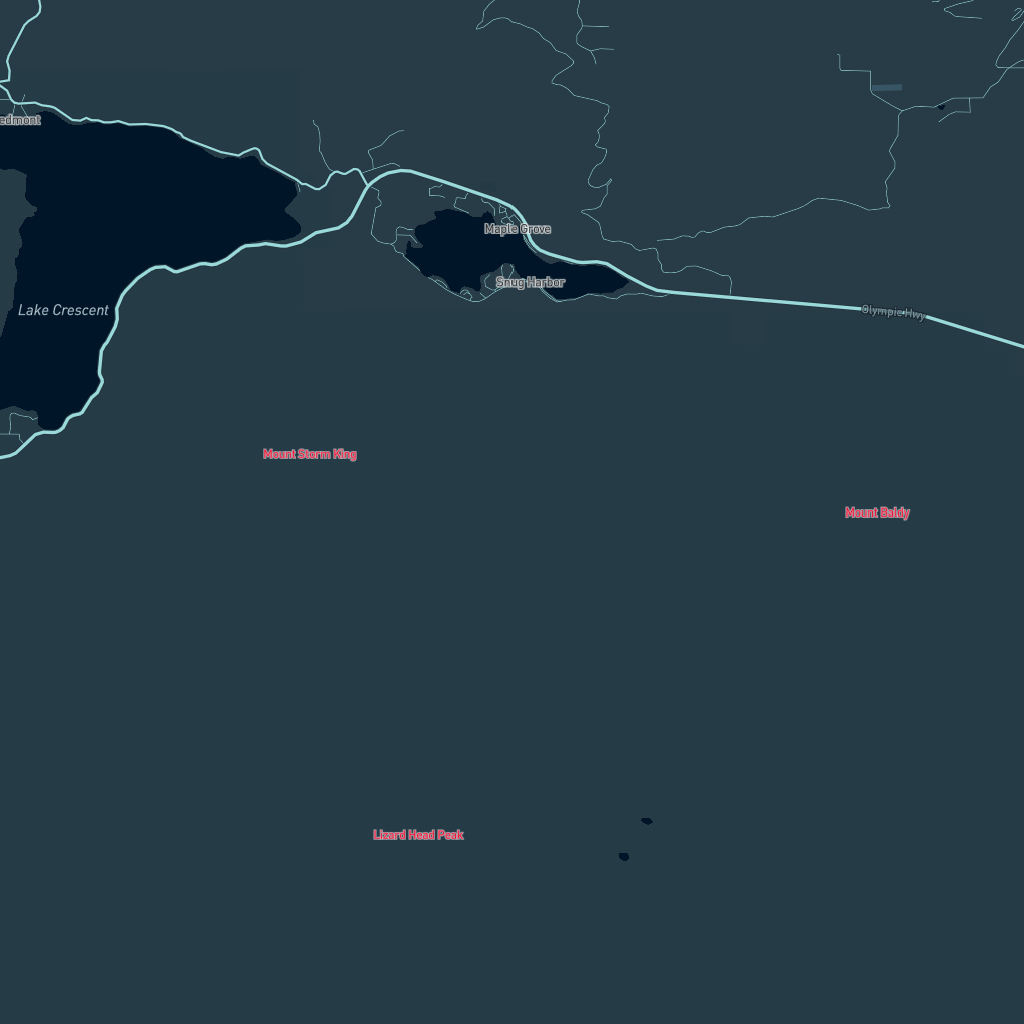 edmont
Maple Grove
Snug Harbor
Lake Crescent
Olympic Hwy
Mount Storm King
Mount Baldy
Lizard Head Peak